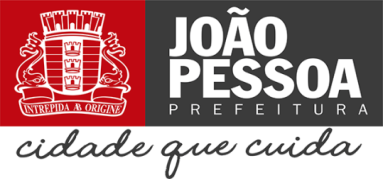 INTREPIDA AB ORIGINE
JOÃO
PESSOA
PREFEITURA
cidade que cuida